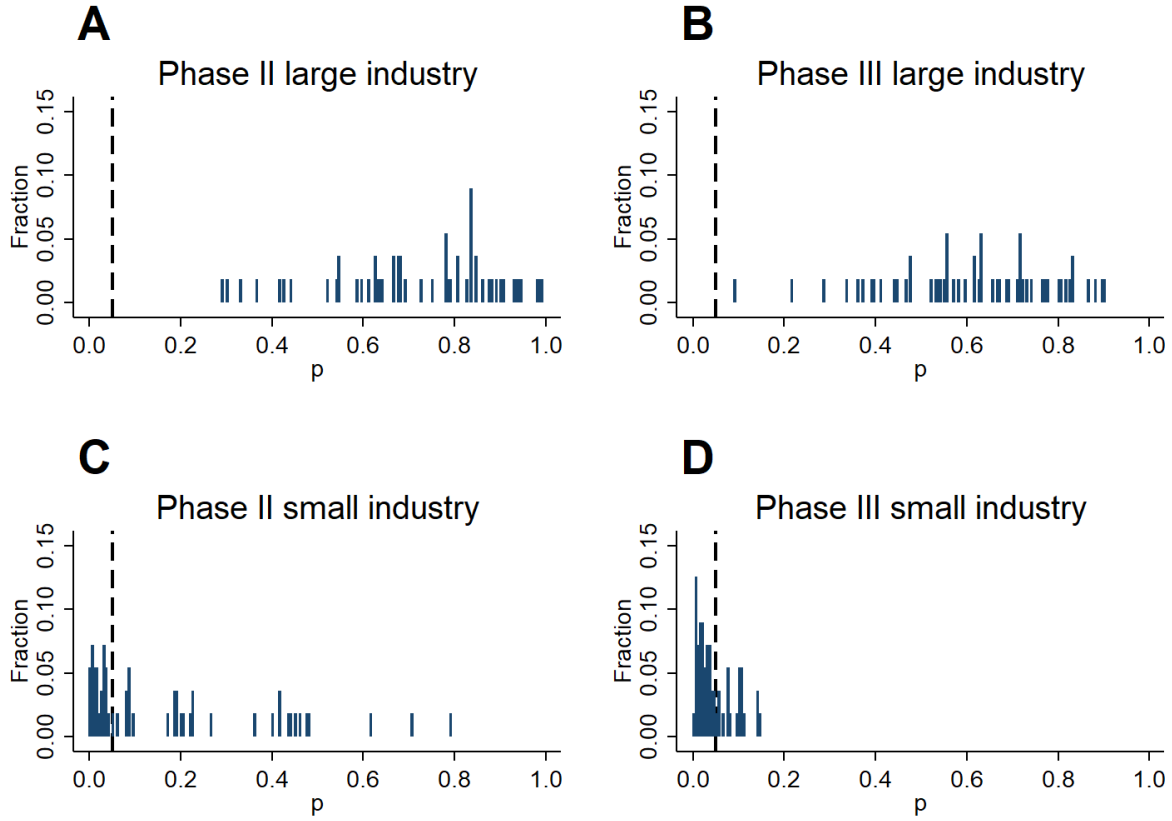 A
Phase II large industry
Fraction
0.15
0.10
0.05
0.00
0.0 0.2 0.4 0.6 0.8 1.0
p
B
Phase III large industry
Fraction
0.15
0.10
0.05
0.00
0.0 0.2 0.4 0.6 0.8 1.0
p
C
Phase II small industry
Fraction
0.15
0.10
0.05
0.00
0.0 0.2 0.4 0.6 0.8 1.0
p
D
Phase III small industry
Fraction
0.15
0.10
0.05
0.00
0.0 0.2 0.4 0.6 0.8 1.0
p